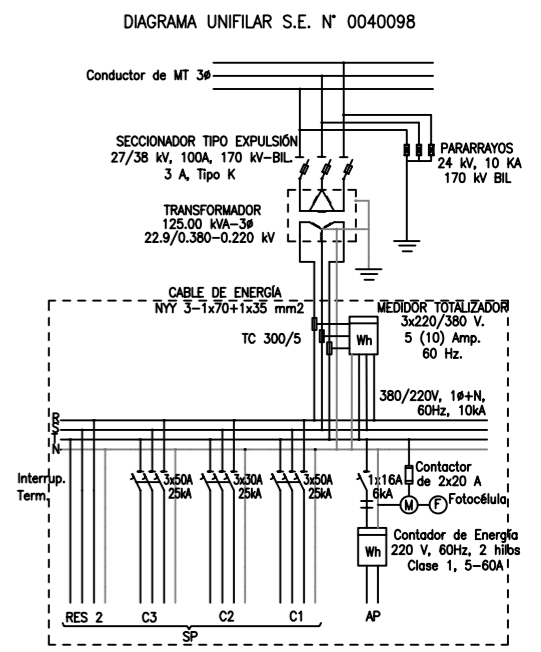 DIAGRAMA UNIFILAR S.E. N° 0040098
Conductor de MT 3ø
SECCIONADOR TIPO EXPULSIÓN
27/38 kV, 100A, 170 kV-BIL.
3 A, Tipo K
PARARRAYOS
24 kV, 10 KA
170 kV BIL
TRANSFORMADOR
125.00 kVA-3ø
22.9/0.380-0.220 kV
CABLE DE ENERGÍA
NYY 3-1x70+1x35 mm2
MEDIDOR TOTALIZADOR
3x220/380 V.
5 (10) Amp.
60 Hz.
TC 300/5
Wh
380/220V, 1ø+N,
60Hz, 10kA
R
S
T
N
Interrup.
Term.
3x50A
25kA
3x30A
25kA
3x50A
25kA
1x16A
6kA
Contactor
de 2x20 A
M
F
Fotocélula
Wh
Contador de Energía
220 V, 60Hz, 2 hilos
Clase 1, 5-60A
RES 2
C3
C2
C1
AP
SP